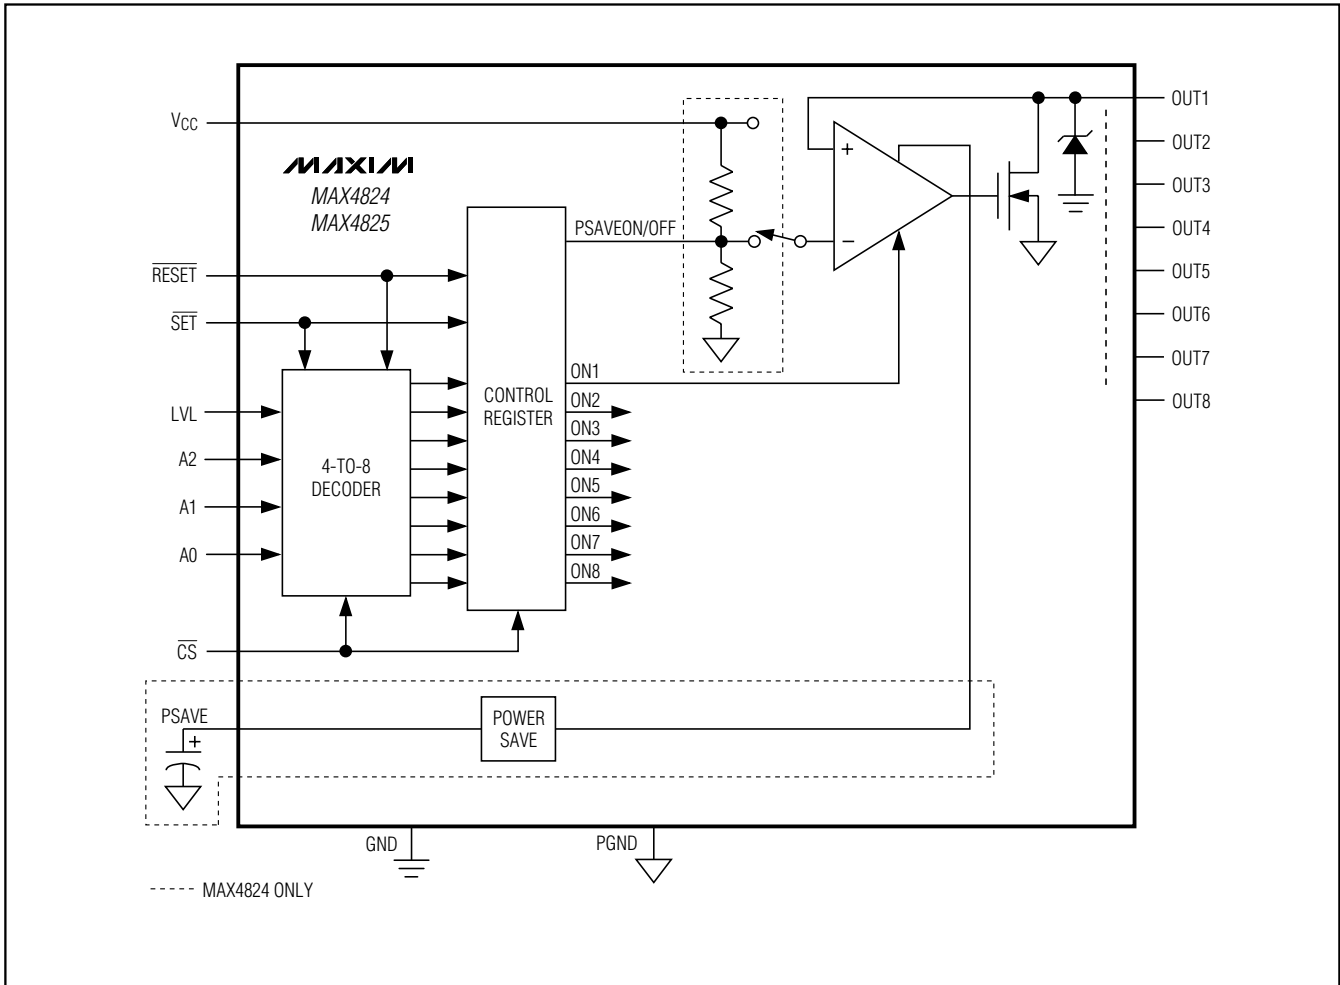 VCC
MAXIM
MAX4824
MAX4825
PSAVEON/OFF
RESET
SET
LVL
A2
A1
A0
CS
4-TO-8
DECODER
CONTROL
REGISTER
ON1
ON2
ON3
ON4
ON5
ON6
ON7
ON8
+
−
OUT1
OUT2
OUT3
OUT4
OUT5
OUT6
OUT7
OUT8
PSAVE
+
POWER
SAVE
GND
PGND
MAX4824 ONLY